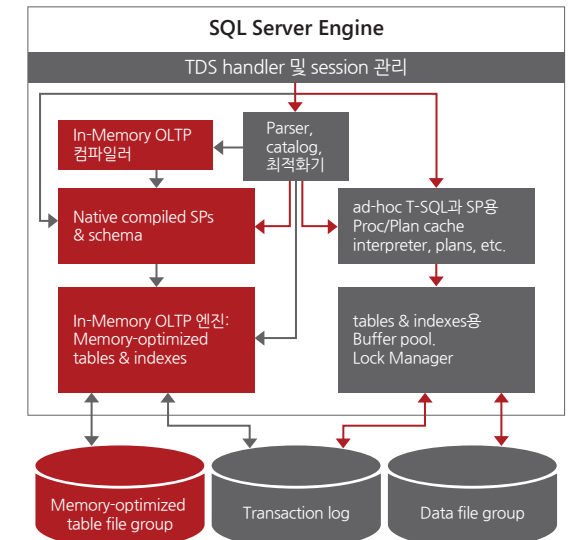 SQL Server Engine
TDS handler 및 session 관리
In-Memory OLTP
컴파일러
Parser,
catalog,
최적화기
Native compiled SPs
& schema
ad-hoc T-SQL과 SP용
Proc/Plan cache
interpreter, plans, etc.
In-Memory OLTP 엔진:
Memory-optimized
tables & indexes
tables & indexes용
Buffer pool.
Lock Manager
Memory-optimized
table file group
Transaction log
Data file group